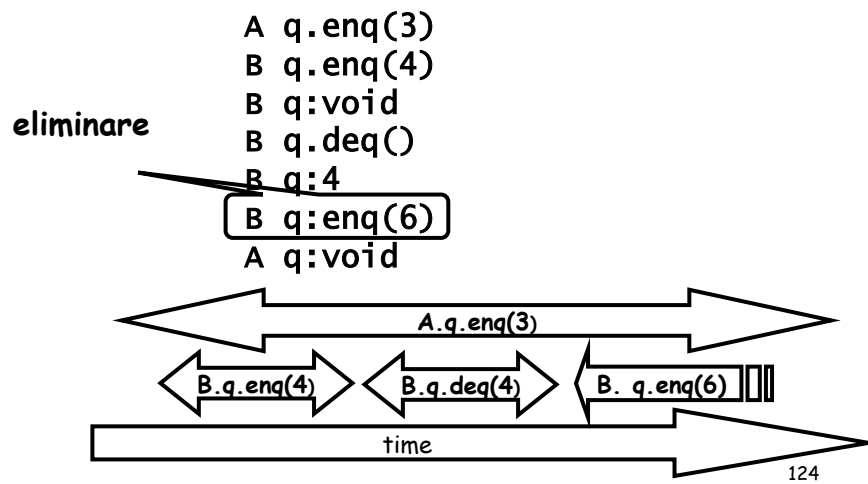 A q.enq(3)
B q.enq(4)
B q:void
eliminare
B q.deq()
B q:4
B q:enq(6)
A q:void
A.q.enq(3)
B.q.enq(4) B.q.deq(4) B. q.enq(6)
time
124